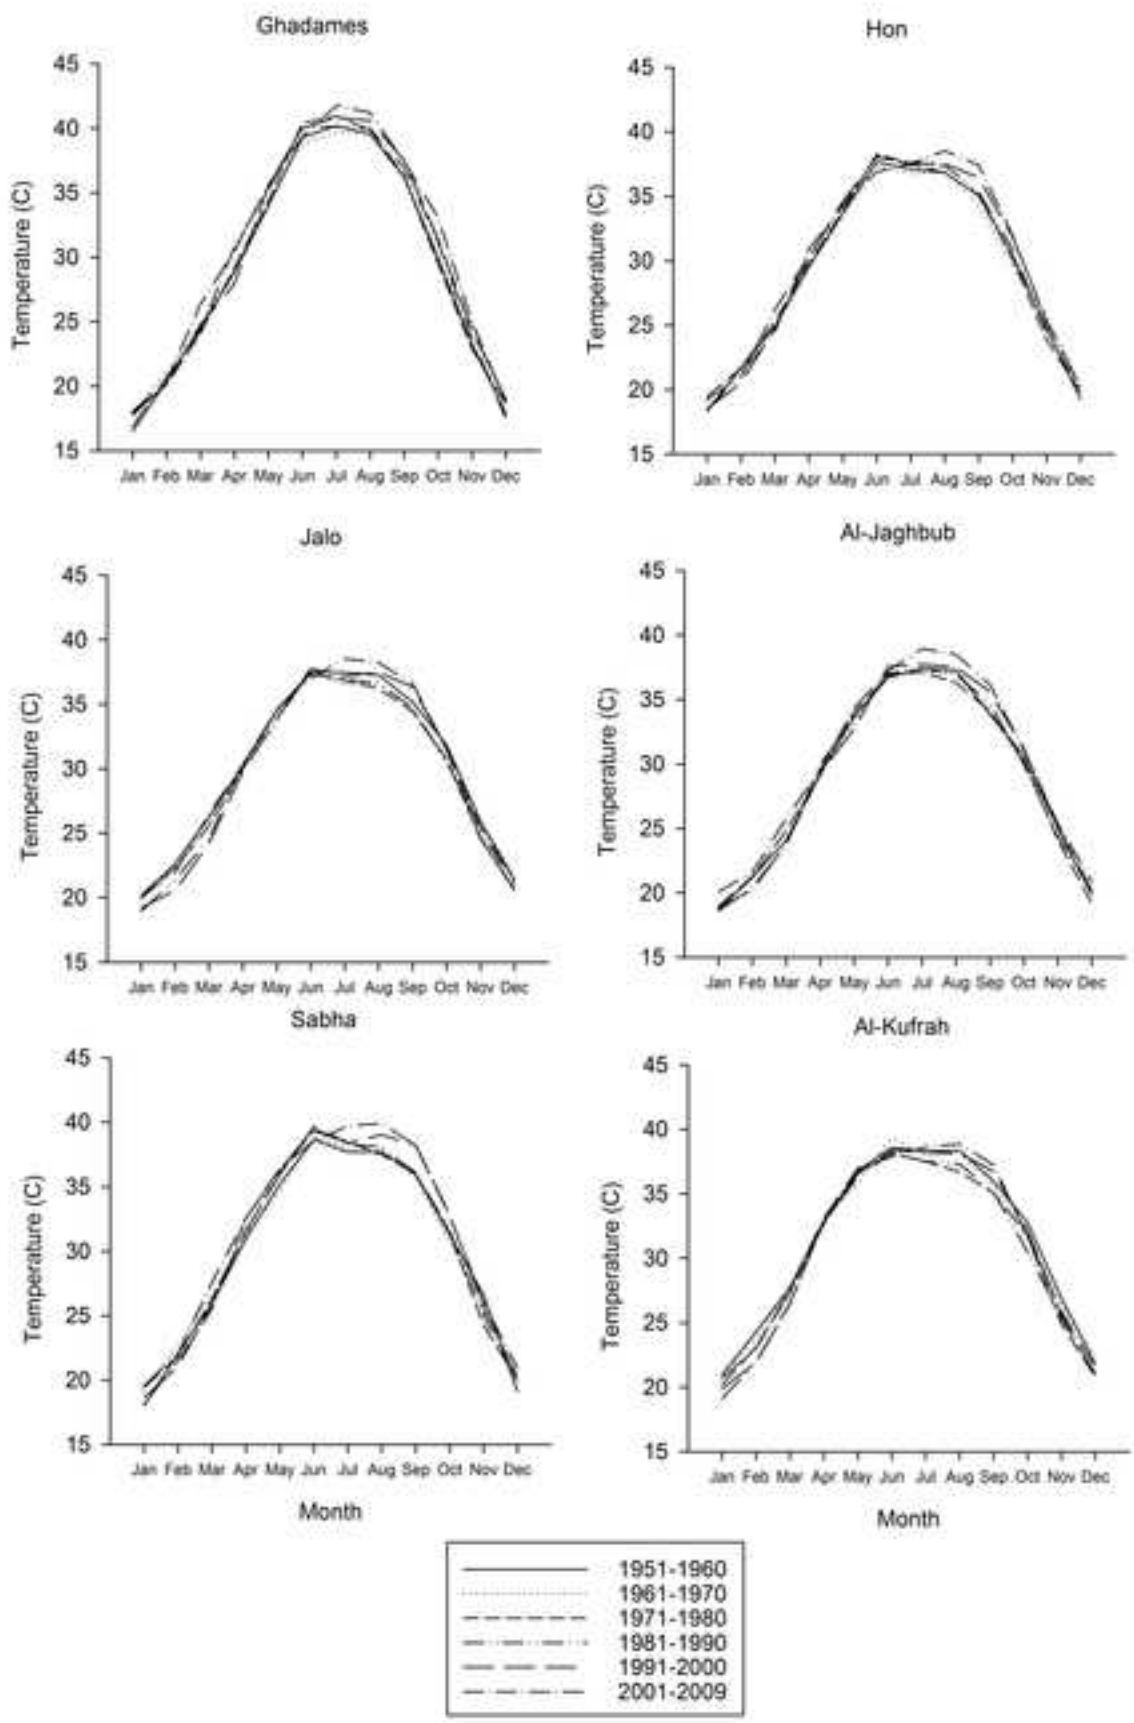 Ghadames
Hon
45
40
35
30
25
20
15
Temperature (C)
Jan Feb Mar Apr May Jun Jul Aug Sep Oct Nov Dec
45
40
35
30
25
20
15
Temperature (C)
Jan Feb Mar Apr May Jun Jul Aug Sep Oct Nov Dec
Jalo
Al-Jaghbub
45
40
35
30
25
20
15
Temperature (C)
Jan Feb Mar Apr May Jun Jul Aug Sep Oct Nov Dec
45
40
35
30
25
20
15
Temperature (C)
Jan Feb Mar Apr May Jun Jul Aug Sep Oct Nov Dec
Sabha
Al-Kufrah
45
40
35
30
25
20
15
Temperature (C)
Jan Feb Mar Apr May Jun Jul Aug Sep Oct Nov Dec
Month
45
40
35
30
25
20
15
Temperature (C)
Jan Feb Mar Apr May Jun Jul Aug Sep Oct Nov Dec
Month
1951-1960
1961-1970
1971-1980
1981-1990
1991-2000
2001-2009